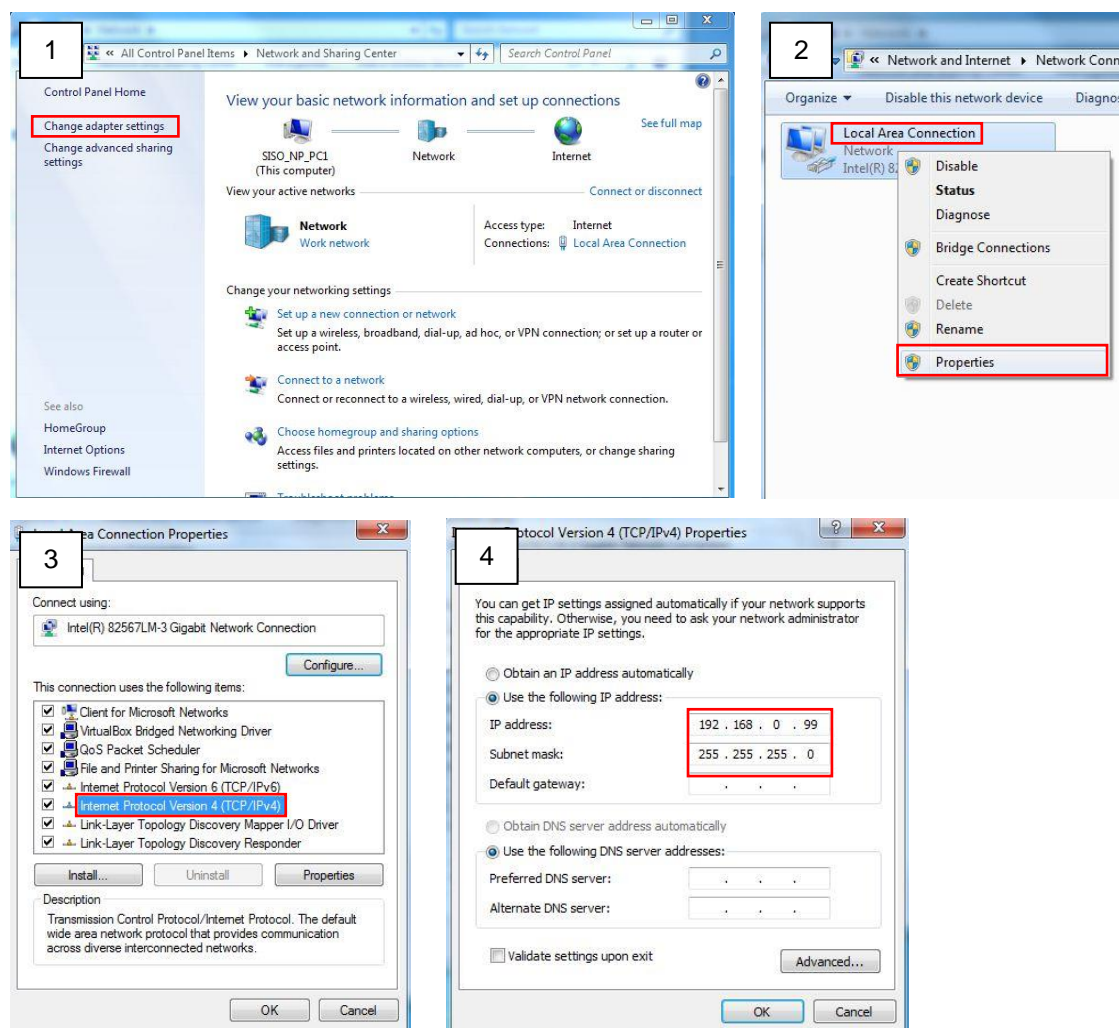 1
« All Control Panel Items ▸ Network and Sharing Center
Search Control Panel
Control Panel Home
Change adapter settings
Change advanced sharing
settings
See also
HomeGroup
Internet Options
Windows Firewall
View your basic network information and set up connections
See full map
SISO_NP_PC1
(This computer)
Network
Internet
View your active networks
Connect or disconnect
Network
Work network
Access type: Internet
Connections: Local Area Connection
Change your networking settings
Set up a new connection or network
Set up a wireless, broadband, dial-up, ad hoc, or VPN connection; or set up a router or
access point.
Connect to a network
Connect or reconnect to a wireless, wired, dial-up, or VPN network connection.
Choose homegroup and sharing options
Access files and printers located on other network computers, or change sharing
settings.
Troubleshoot problems
2
« Network and Internet ▸ Network Conn
Organize Disable this network device Diagnos
Local Area Connection
Network
Intel(R) 82
Disable
Status
Diagnose
Bridge Connections
Create Shortcut
Delete
Rename
Properties
3
ea Connection Properties
Connect using:
Intel(R) 82567LM-3 Gigabit Network Connection
Configure...
This connection uses the following items:
Client for Microsoft Networks
VirtualBox Bridged Networking Driver
QoS Packet Scheduler
File and Printer Sharing for Microsoft Networks
Internet Protocol Version 6 (TCP/IPv6)
Internet Protocol Version 4 (TCP/IPv4)
Link-Layer Topology Discovery Mapper I/O Driver
Link-Layer Topology Discovery Responder
Install... Uninstall Properties
Description
Transmission Control Protocol/Internet Protocol. The default
wide area network protocol that provides communication
across diverse interconnected networks.
OK Cancel
4
otocol Version 4 (TCP/IPv4) Properties
You can get IP settings assigned automatically if your network supports
this capability. Otherwise, you need to ask your network administrator
for the appropriate IP settings.
Obtain an IP address automatically
Use the following IP address:
IP address: 192 . 168 . 0 . 99
Subnet mask: 255 . 255 . 255 . 0
Default gateway: . . .
Obtain DNS server address automatically
Use the following DNS server addresses:
Preferred DNS server: . . .
Alternate DNS server: . . .
Validate settings upon exit
Advanced...
OK Cancel